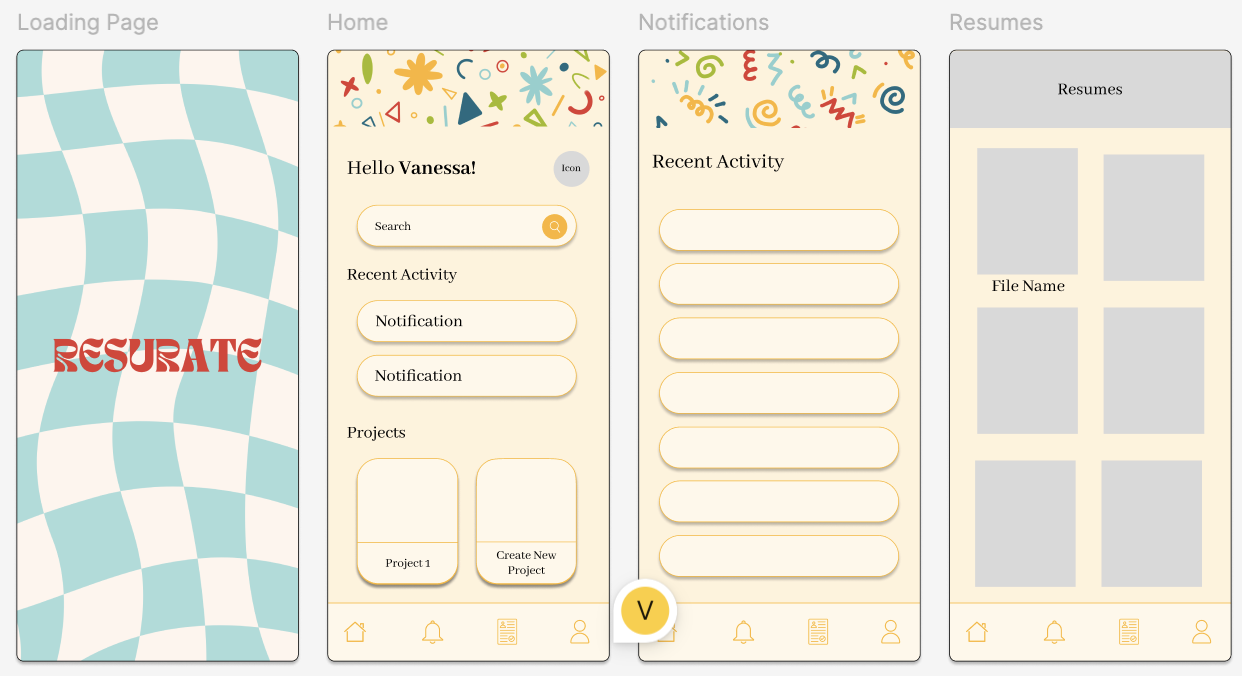 Loading Page
RESURATE
Home
Hello Vanessa!
Icon
Search
Recent Activity
Notification
Notification
Projects
Project 1
Create New
Project
Notifications
Recent Activity
V
Resumes
Resumes
File Name